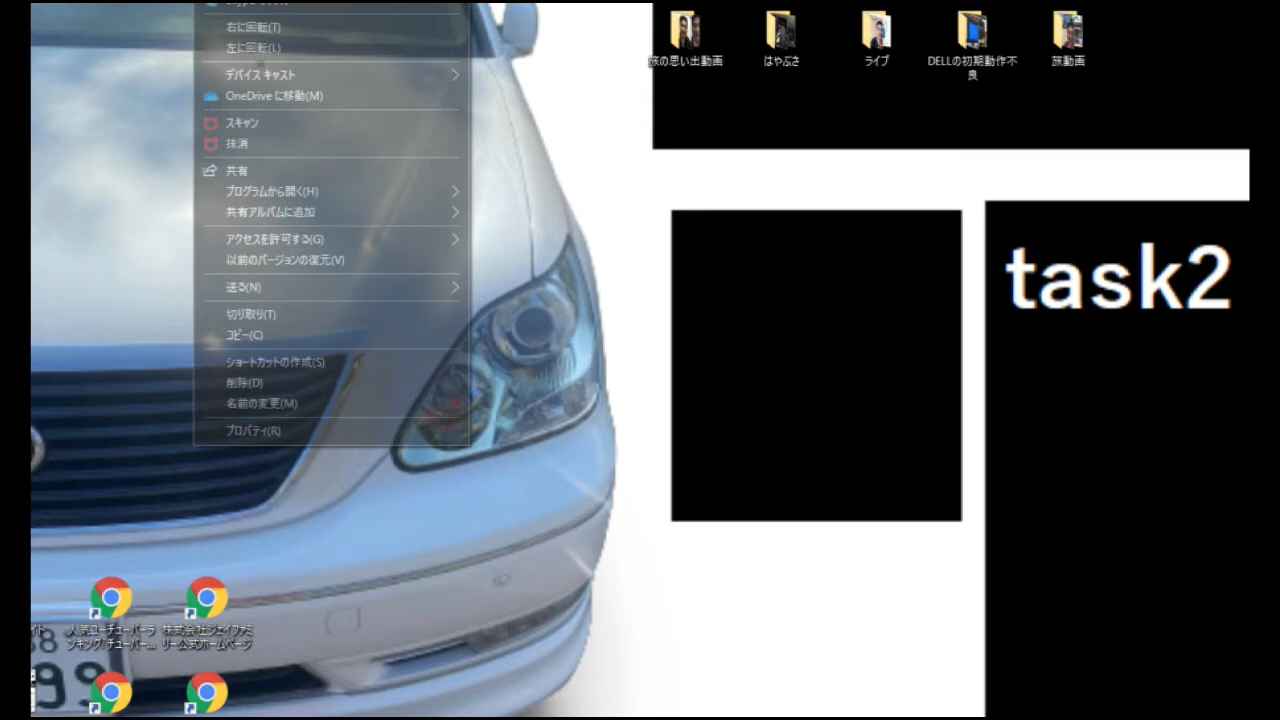 右に回転(T)
左に回転(L)
デバイス キャスト
OneDrive に移動(M)
スキャン
抹消
共有
プログラムから開く(H)
共有アルバムに追加
アクセスを許可する(G)
以前のバージョンの復元(V)
送る(N)
切り取り(T)
コピー(C)
ショートカットの作成(S)
削除(D)
名前の変更(M)
プロパティ(R)
旅の思い出動画
はやぶさ
ライブ
DELLの初期動作不
良
旅動画
task2
人気ユーチューバーラ
ンキング|チューバー...
株式会社ジェイファミ
リー公式ホームページ
イト
99